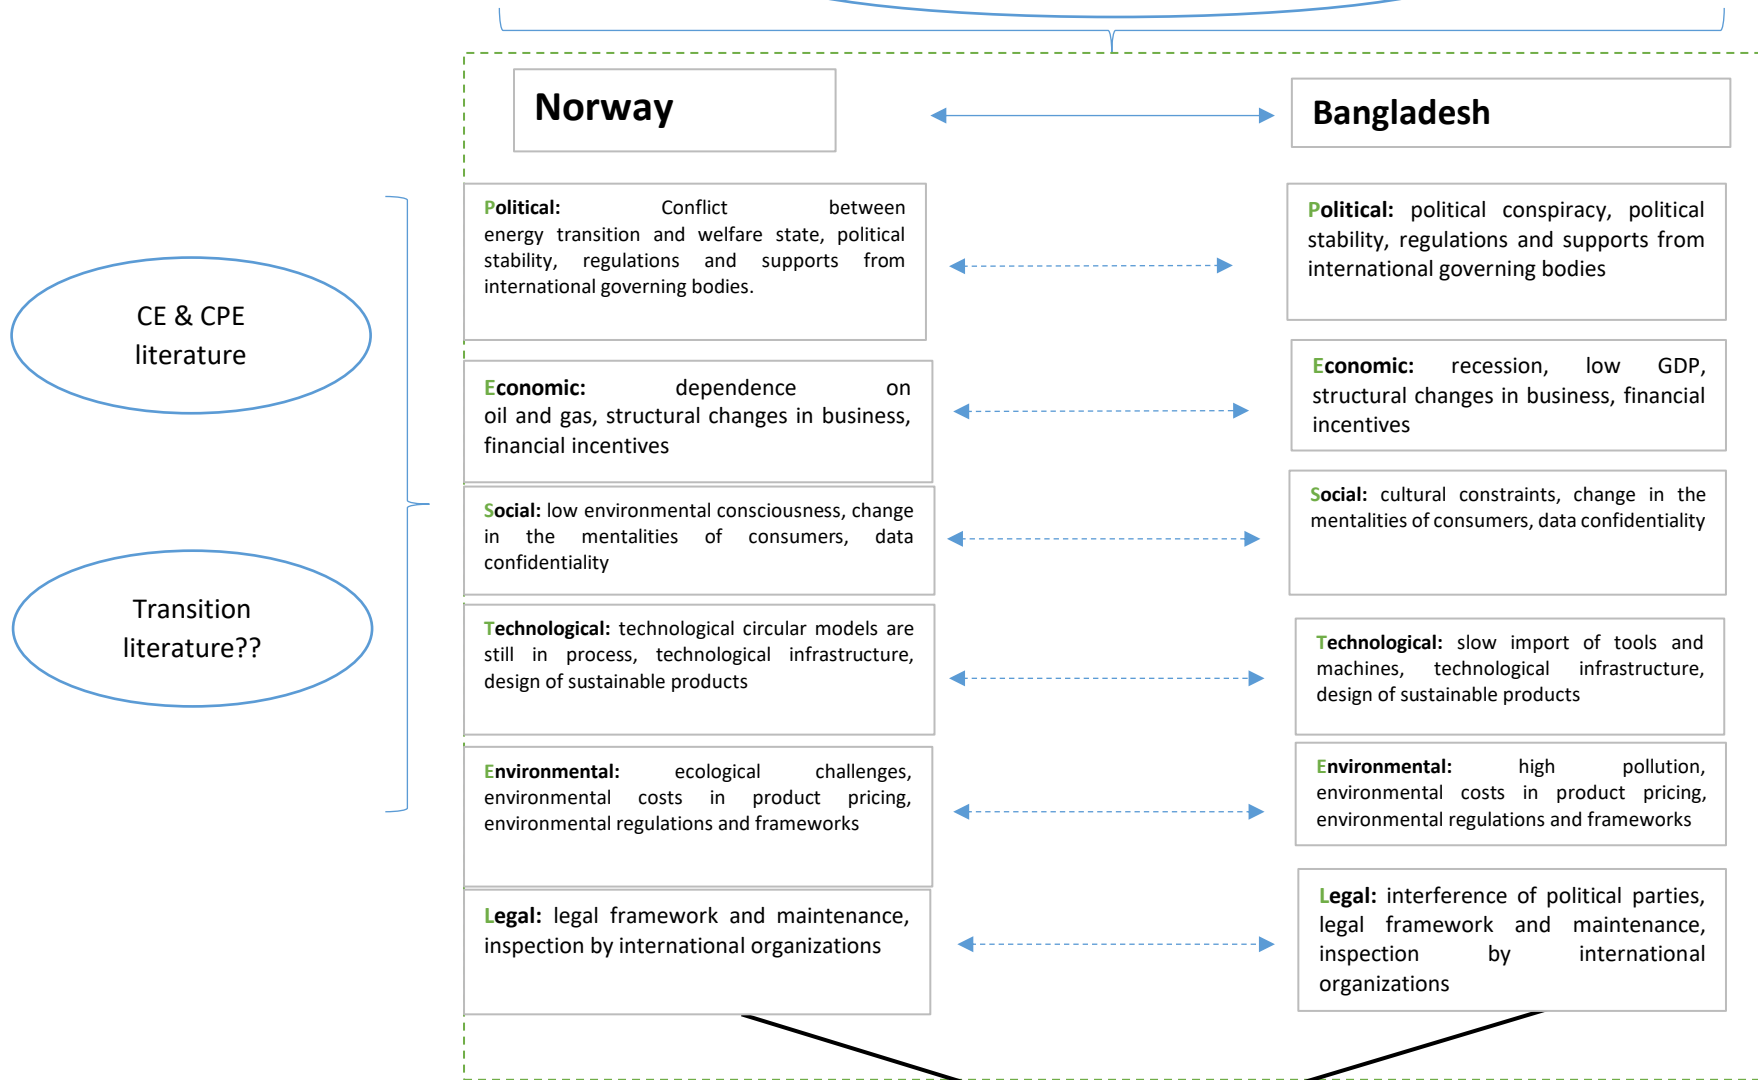 Norway
Bangladesh
CE & CPE
literature
Transition
literature??
Political: Conflict between
energy transition and welfare state, political
stability, regulations and supports from
international governing bodies.
Political: political conspiracy, political
stability, regulations and supports from
international governing bodies
Economic: dependence on
oil and gas, structural changes in business,
financial incentives
Economic: recession, low GDP,
structural changes in business, financial
incentives
Social: low environmental consciousness, change
in the mentalities of consumers, data
confidentiality
Social: cultural constraints, change in the
mentalities of consumers, data confidentiality
Technological: technological circular models are
still in process, technological infrastructure,
design of sustainable products
Technological: slow import of tools and
machines, technological infrastructure,
design of sustainable products
Environmental: ecological challenges,
environmental costs in product pricing,
environmental regulations and frameworks
Environmental: high pollution,
environmental costs in product pricing,
environmental regulations and frameworks
Legal: legal framework and maintenance,
inspection by international organizations
Legal: interference of political parties,
legal framework and maintenance,
inspection by international
organizations